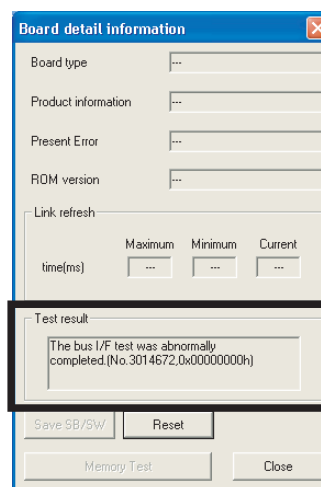 Board detail information
Board type ---
Product information ---
Present Error ---
ROM version ---
Link refresh
Maximum Minimum Current
time(ms) --- --- ---
Test result
The bus I/F test was abnormally
completed.(No.3014672,0x00000000h)
Save SB/SW Reset
Memory Test Close